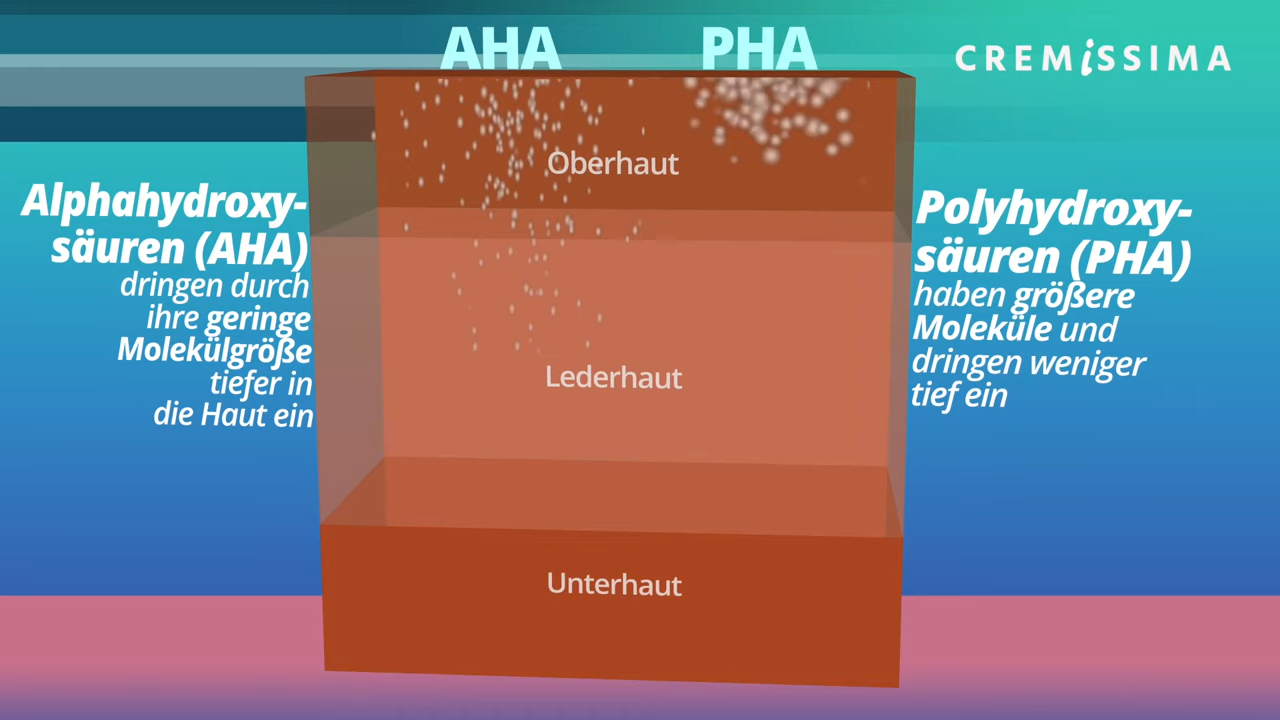 AHA
PHA
CREMiSSIMA
Oberhaut
Alphahydroxy-
säuren (AHA)
dringen durch
ihre geringe
Molekülgröße
tiefer in
die Haut ein
Polyhydroxy-
säuren (PHA)
haben größere
Moleküle und
dringen weniger
tief ein
Lederhaut
Unterhaut